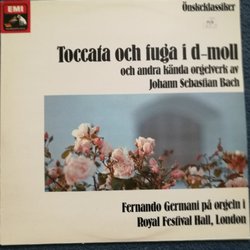 EMI
Önskeklassiker
Toccata och fuga i d-moll
och andra kända orgelverk av
Johann Sebastian Bach
Fernando Germani på orgeln i
Royal Festival Hall, London